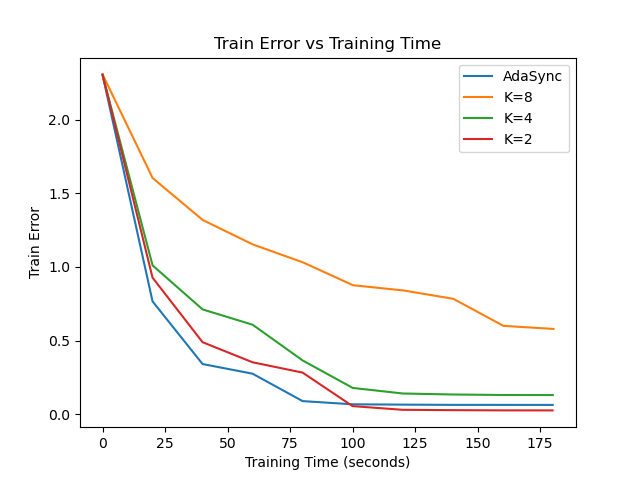 Train Error vs Training Time
AdaSync
K=8
K=4
K=2
Train Error
2.0
1.5
1.0
0.5
0.0
0 25 50 75 100 125 150 175
Training Time (seconds)